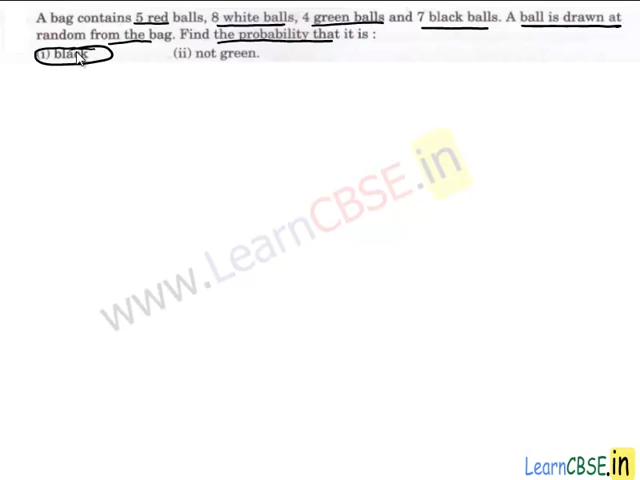 A bag contains 5 red balls, 8 white balls, 4 green balls and 7 black balls. A ball is drawn at
random from the bag. Find the probability that it is :
(i) black (ii) not green.
www.LearnCBSE.in
LearnCBSE.in